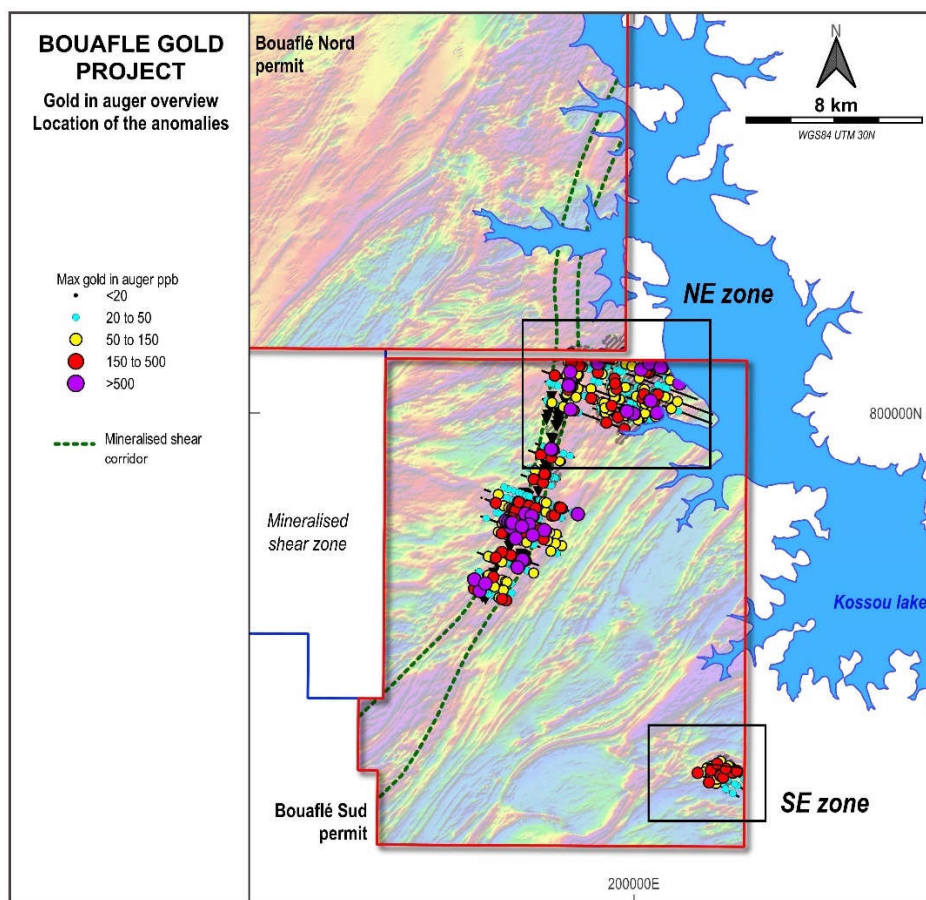 BOUAFLE GOLD
PROJECT
Gold in auger overview
Location of the anomalies
Max gold in auger ppb
<20
20 to 50
50 to 150
150 to 500
>500
Mineralised shear
corridor
Bouaflé Nord
permit
N
8 km
WGS84 UTM 30N
NE zone
800000N
Mineralised
shear zone
Kossou lake
Bouaflé Sud
permit
SE zone
200000E